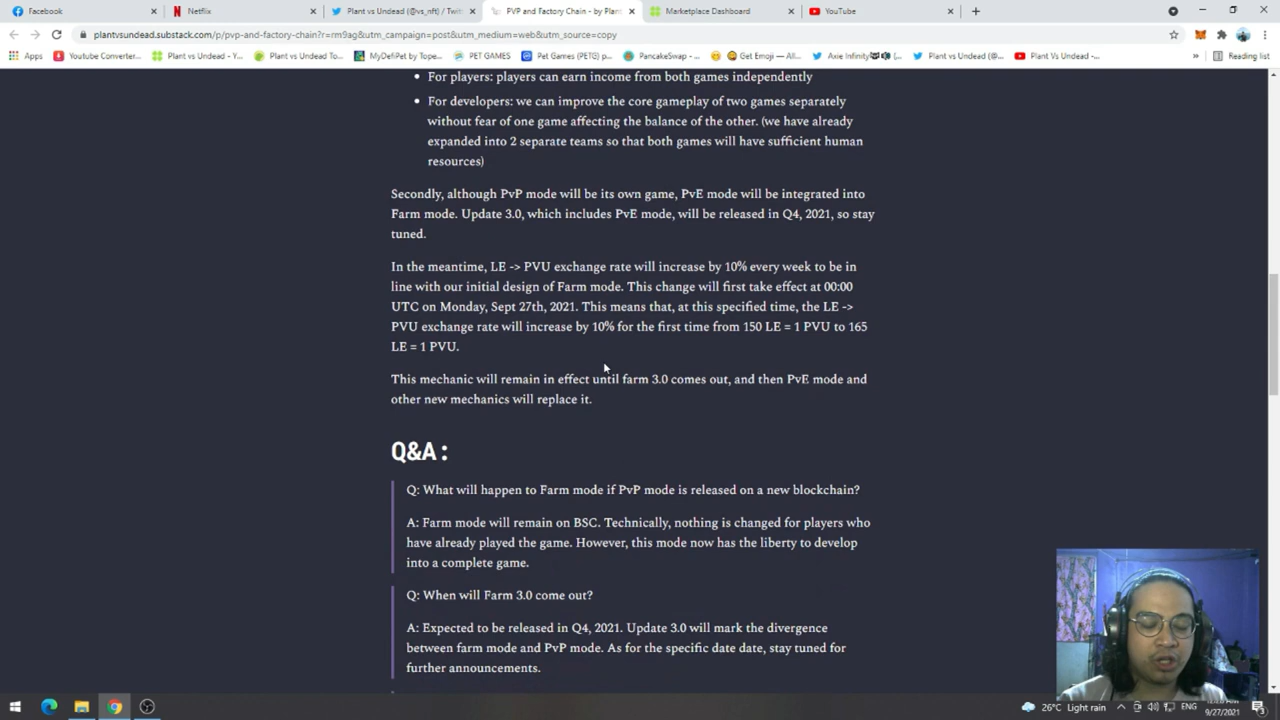 Facebook
Netflix
Plant vs Undead (@vs_nft) / Twit
PVP and Factory Chain - by Plan
Marketplace Dashboard
YouTube
plantvsundead.substack.com/p/pvp-and-factory-chain?r=rm9ag&utm_campaign=post&utm_medium=web&utm_source=copy
Apps
Youtube Converter...
Plant vs Undead - Y...
Plant vs Undead To...
MyDefiPet by Tope...
PET GAMES
Pet Games (PETG) p...
PancakeSwap - ...
Get Emoji — All Em...
Axie Infinity
Plant vs Undead (@...
Plant Vs Undead -...
»
Reading list
• For players: players can earn income from both games independently
• For developers: we can improve the core gameplay of two games separately
without fear of one game affecting the balance of the other. (we have already
expanded into 2 separate teams so that both games will have sufficient human
resources)
Secondly, although PvP mode will be its own game, PvE mode will be integrated into
Farm mode. Update 3.0, which includes PvE mode, will be released in Q4, 2021, so stay
tuned.
In the meantime, LE -> PVU exchange rate will increase by 10% every week to be in
line with our initial design of Farm mode. This change will first take effect at 00:00
UTC on Monday, Sept 27th, 2021. This means that, at this specified time, the LE ->
PVU exchange rate will increase by 10% for the first time from 150 LE = 1 PVU to 165
LE = 1 PVU.
This mechanic will remain in effect until farm 3.0 comes out, and then PvE mode and
other new mechanics will replace it.
Q&A :
Q: What will happen to Farm mode if PvP mode is released on a new blockchain?
A: Farm mode will remain on BSC. Technically, nothing is changed for players who
have already played the game. However, this mode now has the liberty to develop
into a complete game.
Q: When will Farm 3.0 come out?
A: Expected to be released in Q4, 2021. Update 3.0 will mark the divergence
between farm mode and PvP mode. As for the specific date date, stay tuned for
further announcements.
26°C Light rain
ENG
9/27/2021